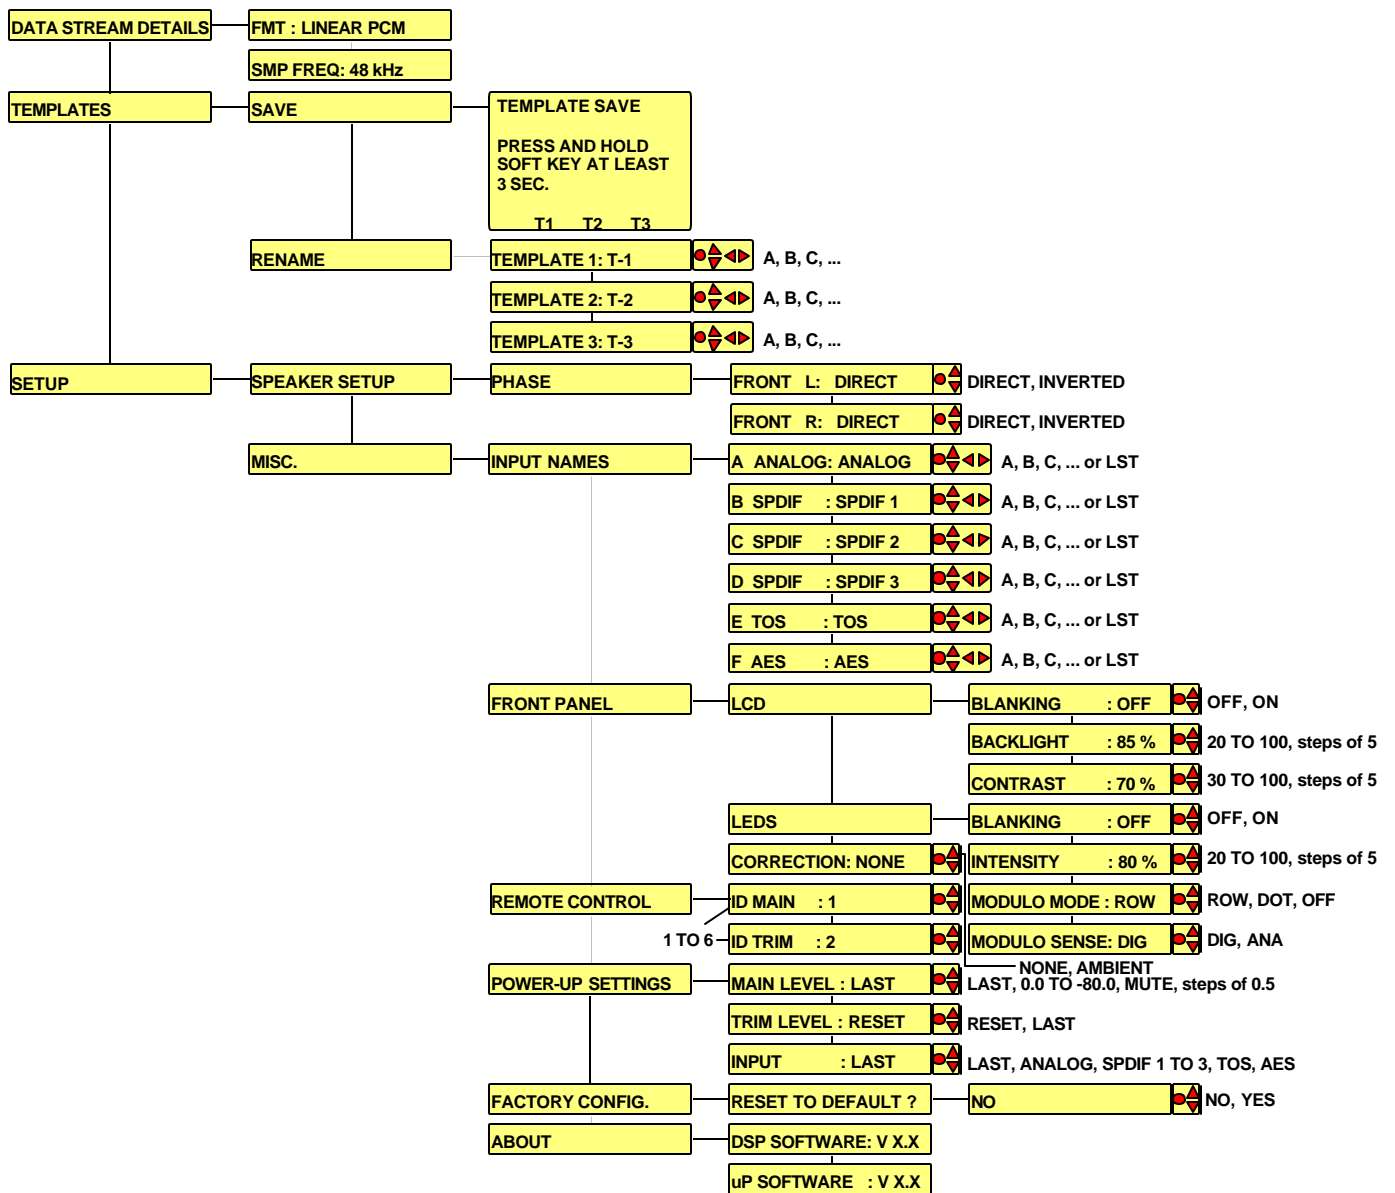 DATA STREAM DETAILS
FMT : LINEAR PCM
SMP FREQ: 48 kHz
TEMPLATES
SAVE
TEMPLATE SAVE
PRESS AND HOLD
SOFT KEY AT LEAST
3 SEC.
T1 T2 T3
RENAME
TEMPLATE 1: T-1
A, B, C, ...
TEMPLATE 2: T-2
A, B, C, ...
TEMPLATE 3: T-3
A, B, C, ...
SETUP
SPEAKER SETUP
PHASE
FRONT L: DIRECT
DIRECT, INVERTED
FRONT R: DIRECT
DIRECT, INVERTED
MISC.
INPUT NAMES
A ANALOG: ANALOG
A, B, C, ... or LST
B SPDIF : SPDIF 1
A, B, C, ... or LST
C SPDIF : SPDIF 2
A, B, C, ... or LST
D SPDIF : SPDIF 3
A, B, C, ... or LST
E TOS : TOS
A, B, C, ... or LST
F AES : AES
A, B, C, ... or LST
FRONT PANEL
LCD
BLANKING : OFF
OFF, ON
BACKLIGHT : 85 %
20 TO 100, steps of 5
CONTRAST : 70 %
30 TO 100, steps of 5
LEDS
BLANKING : OFF
OFF, ON
CORRECTION: NONE
INTENSITY : 80 %
20 TO 100, steps of 5
REMOTE CONTROL
ID MAIN : 1
MODULO MODE : ROW
ROW, DOT, OFF
1 TO 6
ID TRIM : 2
MODULO SENSE: DIG
DIG, ANA
NONE, AMBIENT
POWER-UP SETTINGS
MAIN LEVEL : LAST
LAST, 0.0 TO -80.0, MUTE, steps of 0.5
TRIM LEVEL : RESET
RESET, LAST
INPUT : LAST
LAST, ANALOG, SPDIF 1 TO 3, TOS, AES
FACTORY CONFIG.
RESET TO DEFAULT ?
NO
NO, YES
ABOUT
DSP SOFTWARE: V X.X
uP SOFTWARE : V X.X